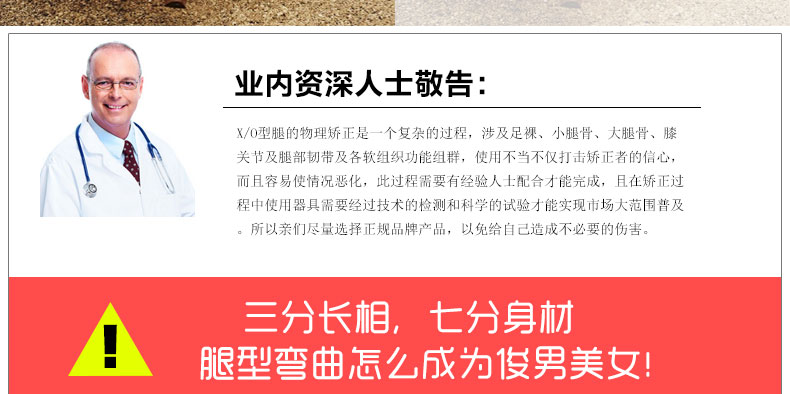 业内资深人士敬告：
X/O型腿的物理矫正是一个复杂的过程，涉及足裸、小腿骨、大腿骨、膝
关节及腿部韧带及各软组织功能组群，使用不当不仅打击矫正者的信心，
而且容易使情况恶化，此过程需要有经验人士配合才能完成，且在矫正过
程中使用器具需要经过技术的检测和科学的试验才能实现市场大范围普及
。所以亲们尽量选择正规品牌产品，以免给自己造成不必要的伤害。
三分长相，七分身材
腿型弯曲怎么成为俊男美女！